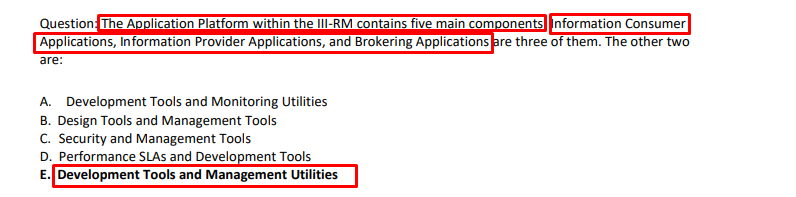 Question: The Application Platform within the III-RM contains five main components. Information Consumer
Applications, Information Provider Applications, and Brokering Applications are three of them. The other two
are:
A. Development Tools and Monitoring Utilities
B. Design Tools and Management Tools
C. Security and Management Tools
D. Performance SLAs and Development Tools
E. Development Tools and Management Utilities